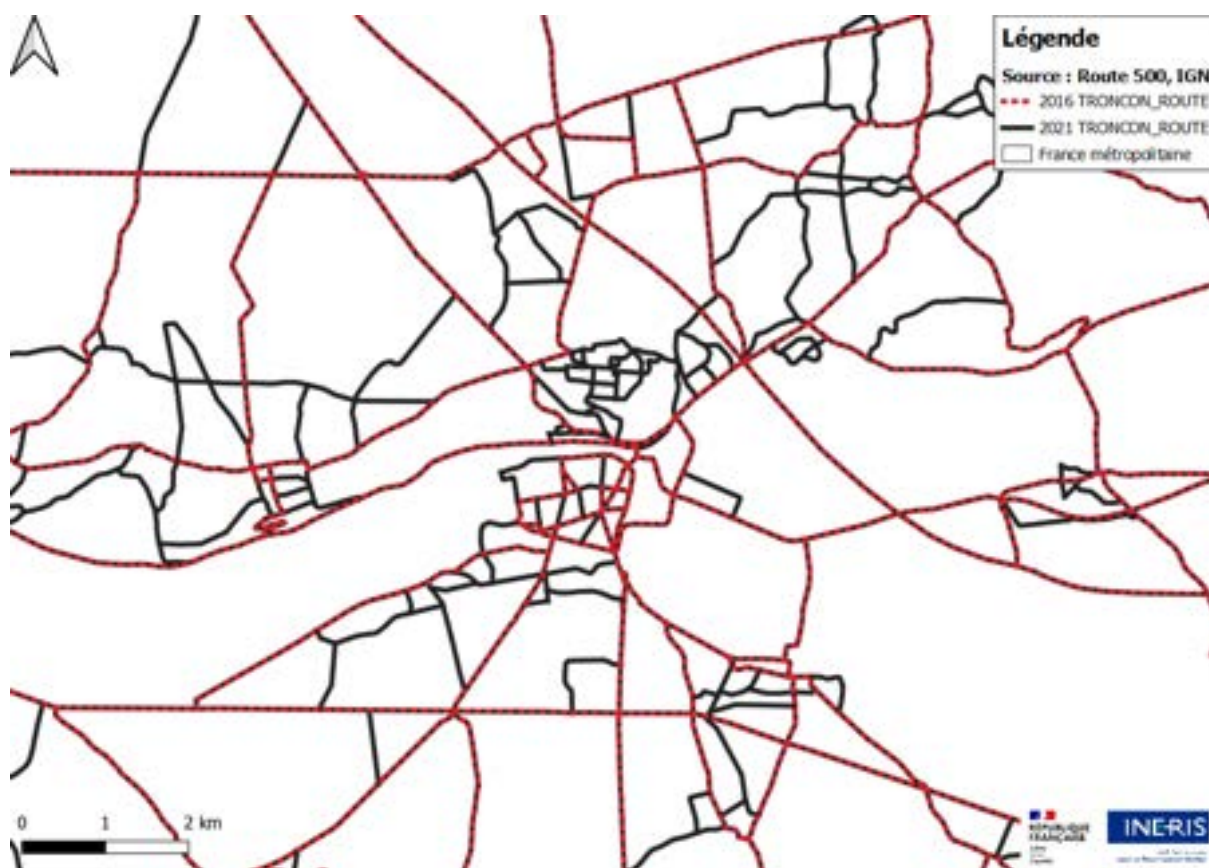 Légende
Source : Route 500, IGN
2016 TRONCON_ROUTE
2021 TRONCON_ROUTE
France métropolitaine
0 1 2 km
RÉPUBLIQUE
FRANÇAISE
INERIS